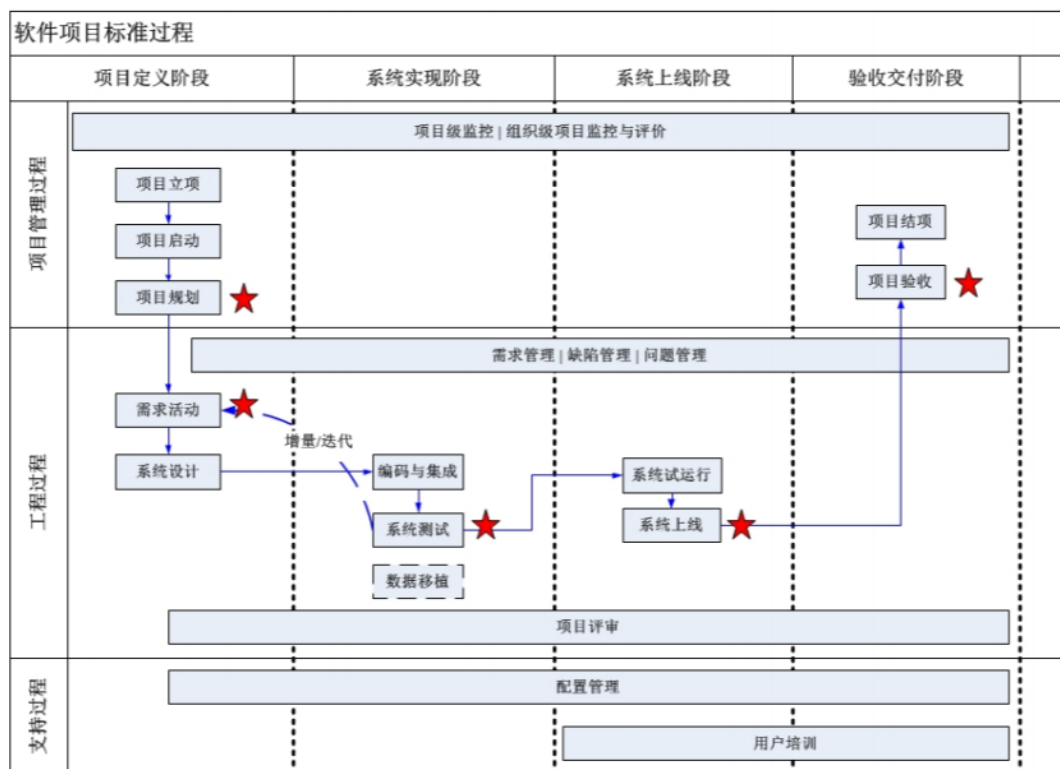 软件项目标准过程
项目定义阶段
系统实现阶段
系统上线阶段
验收交付阶段
项目管理过程
项目级监控 | 组织级项目监控与评价
项目立项
项目启动
项目规划
项目结项
项目验收
工程过程
需求管理 | 缺陷管理 | 问题管理
需求活动
增量/迭代
系统设计
编码与集成
系统测试
数据移植
系统试运行
系统上线
项目评审
支持过程
配置管理
用户培训